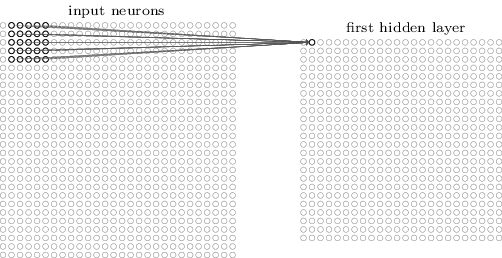 input neurons
first hidden layer